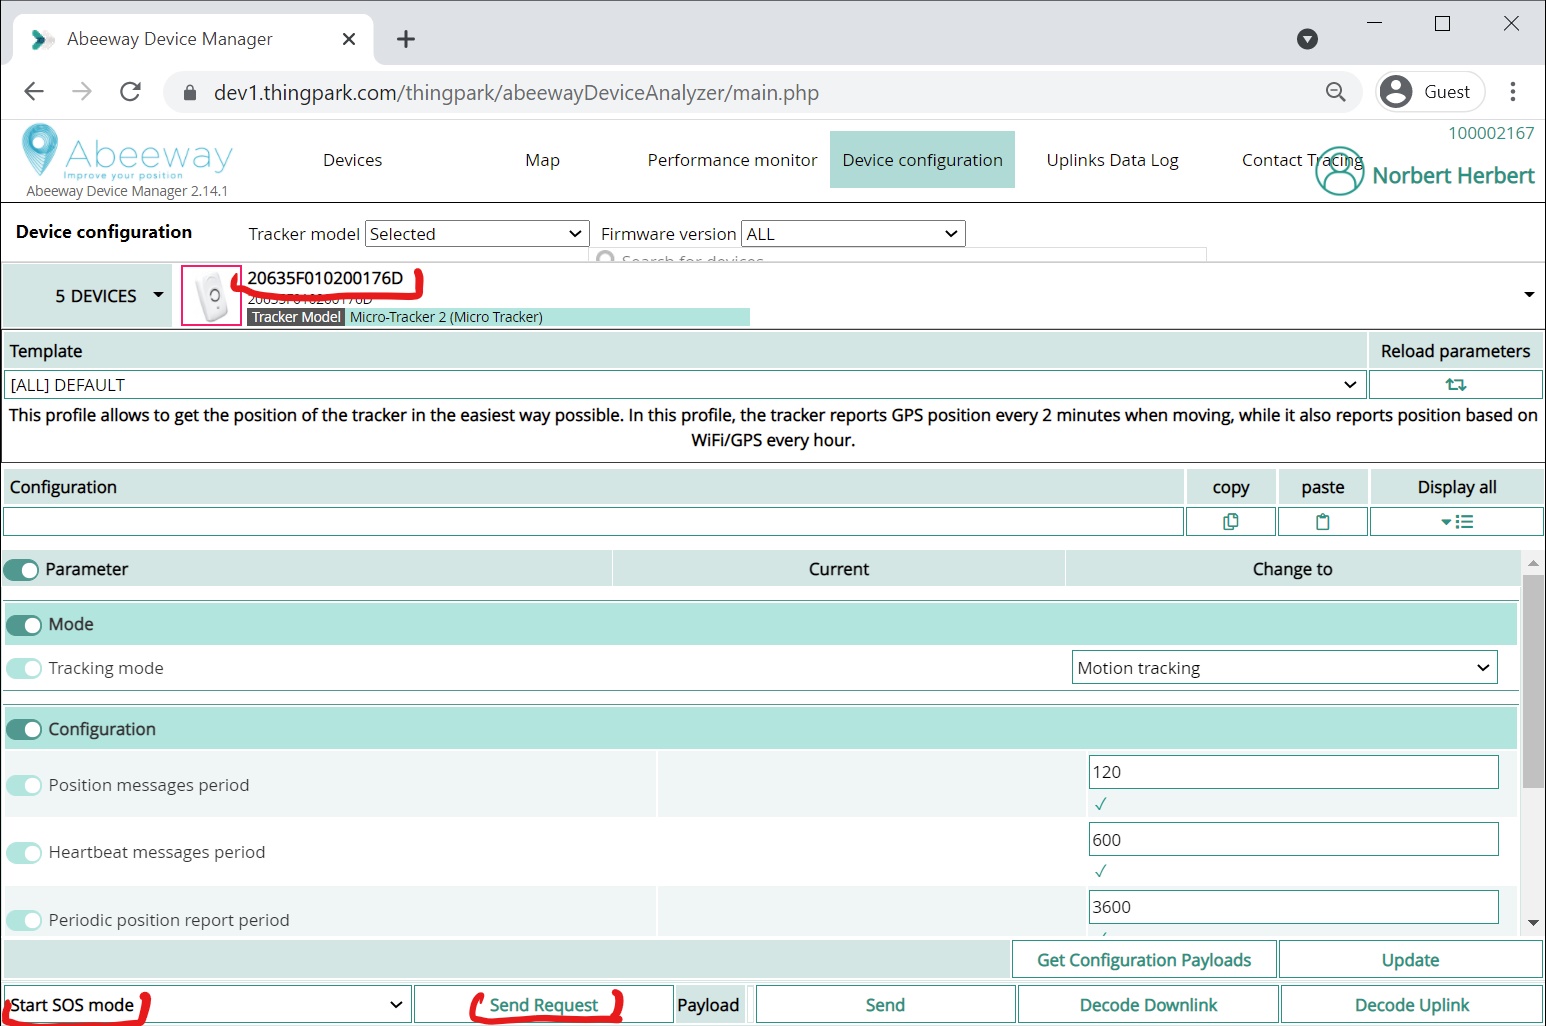 Abeeway Device Manager
dev1.thingpark.com/thingpark/abeewayDeviceAnalyzer/main.php
Guest
100002167
Abeeway
Improve your position
Abeeway Device Manager 2.14.1
Devices Map Performance monitor Device configuration Uplinks Data Log Contact Tracing
Norbert Herbert
Device configuration Tracker model Selected Firmware version ALL
Search for devices
5 DEVICES 20635F010200176D
20635F010200176D
Tracker Model Micro-Tracker 2 (Micro Tracker)
Template Reload parameters
[ALL] DEFAULT
This profile allows to get the position of the tracker in the easiest way possible. In this profile, the tracker reports GPS position every 2 minutes when moving, while it also reports position based on
WiFi/GPS every hour.
Configuration copy paste Display all
Parameter Current Change to
Mode
Tracking mode Motion tracking
Configuration
Position messages period 120
Heartbeat messages period 600
Periodic position report period 3600
Get Configuration Payloads Update
Start SOS mode Send Request Payload Send Decode Downlink Decode Uplink